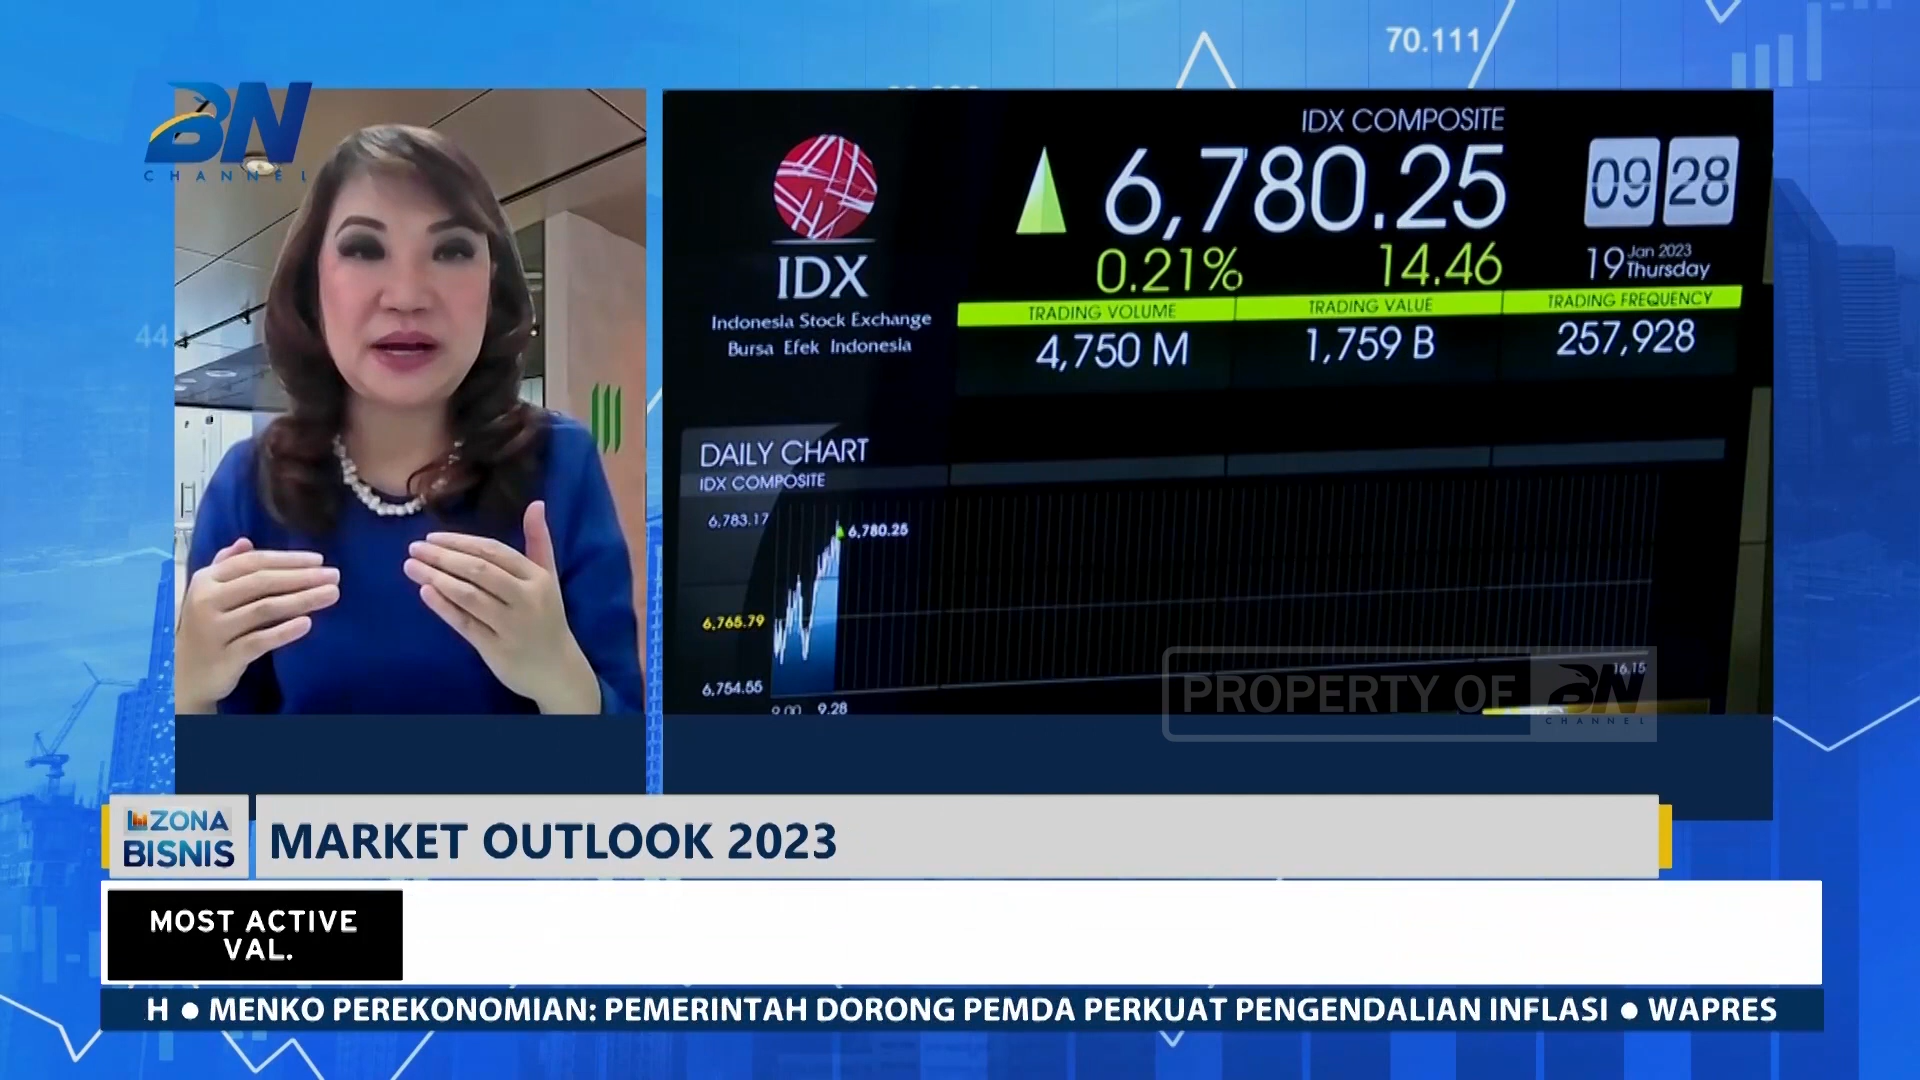 70.111
BN
CHANNEL
44
IDX COMPOSITE
6,780.25
0.21% 14.46
09 28
19 Jan 2023
Thursday
IDX
Indonesia Stock Exchange
Bursa Efek Indonesia
TRADING VOLUME TRADING VALUE TRADING FREQUENCY
4,750 M 1,759 B 257,928
DAILY CHART
IDX COMPOSITE
6,783.17
6,780.25
6,765.79
6,754.55
9.00 9.28
16.15
PROPERTY OF BN
CHANNEL
ZONA
BISNIS
MARKET OUTLOOK 2023
MOST ACTIVE
VAL.
H ● MENKO PEREKONOMIAN: PEMERINTAH DORONG PEMDA PERKUAT PENGENDALIAN INFLASI ● WAPRES